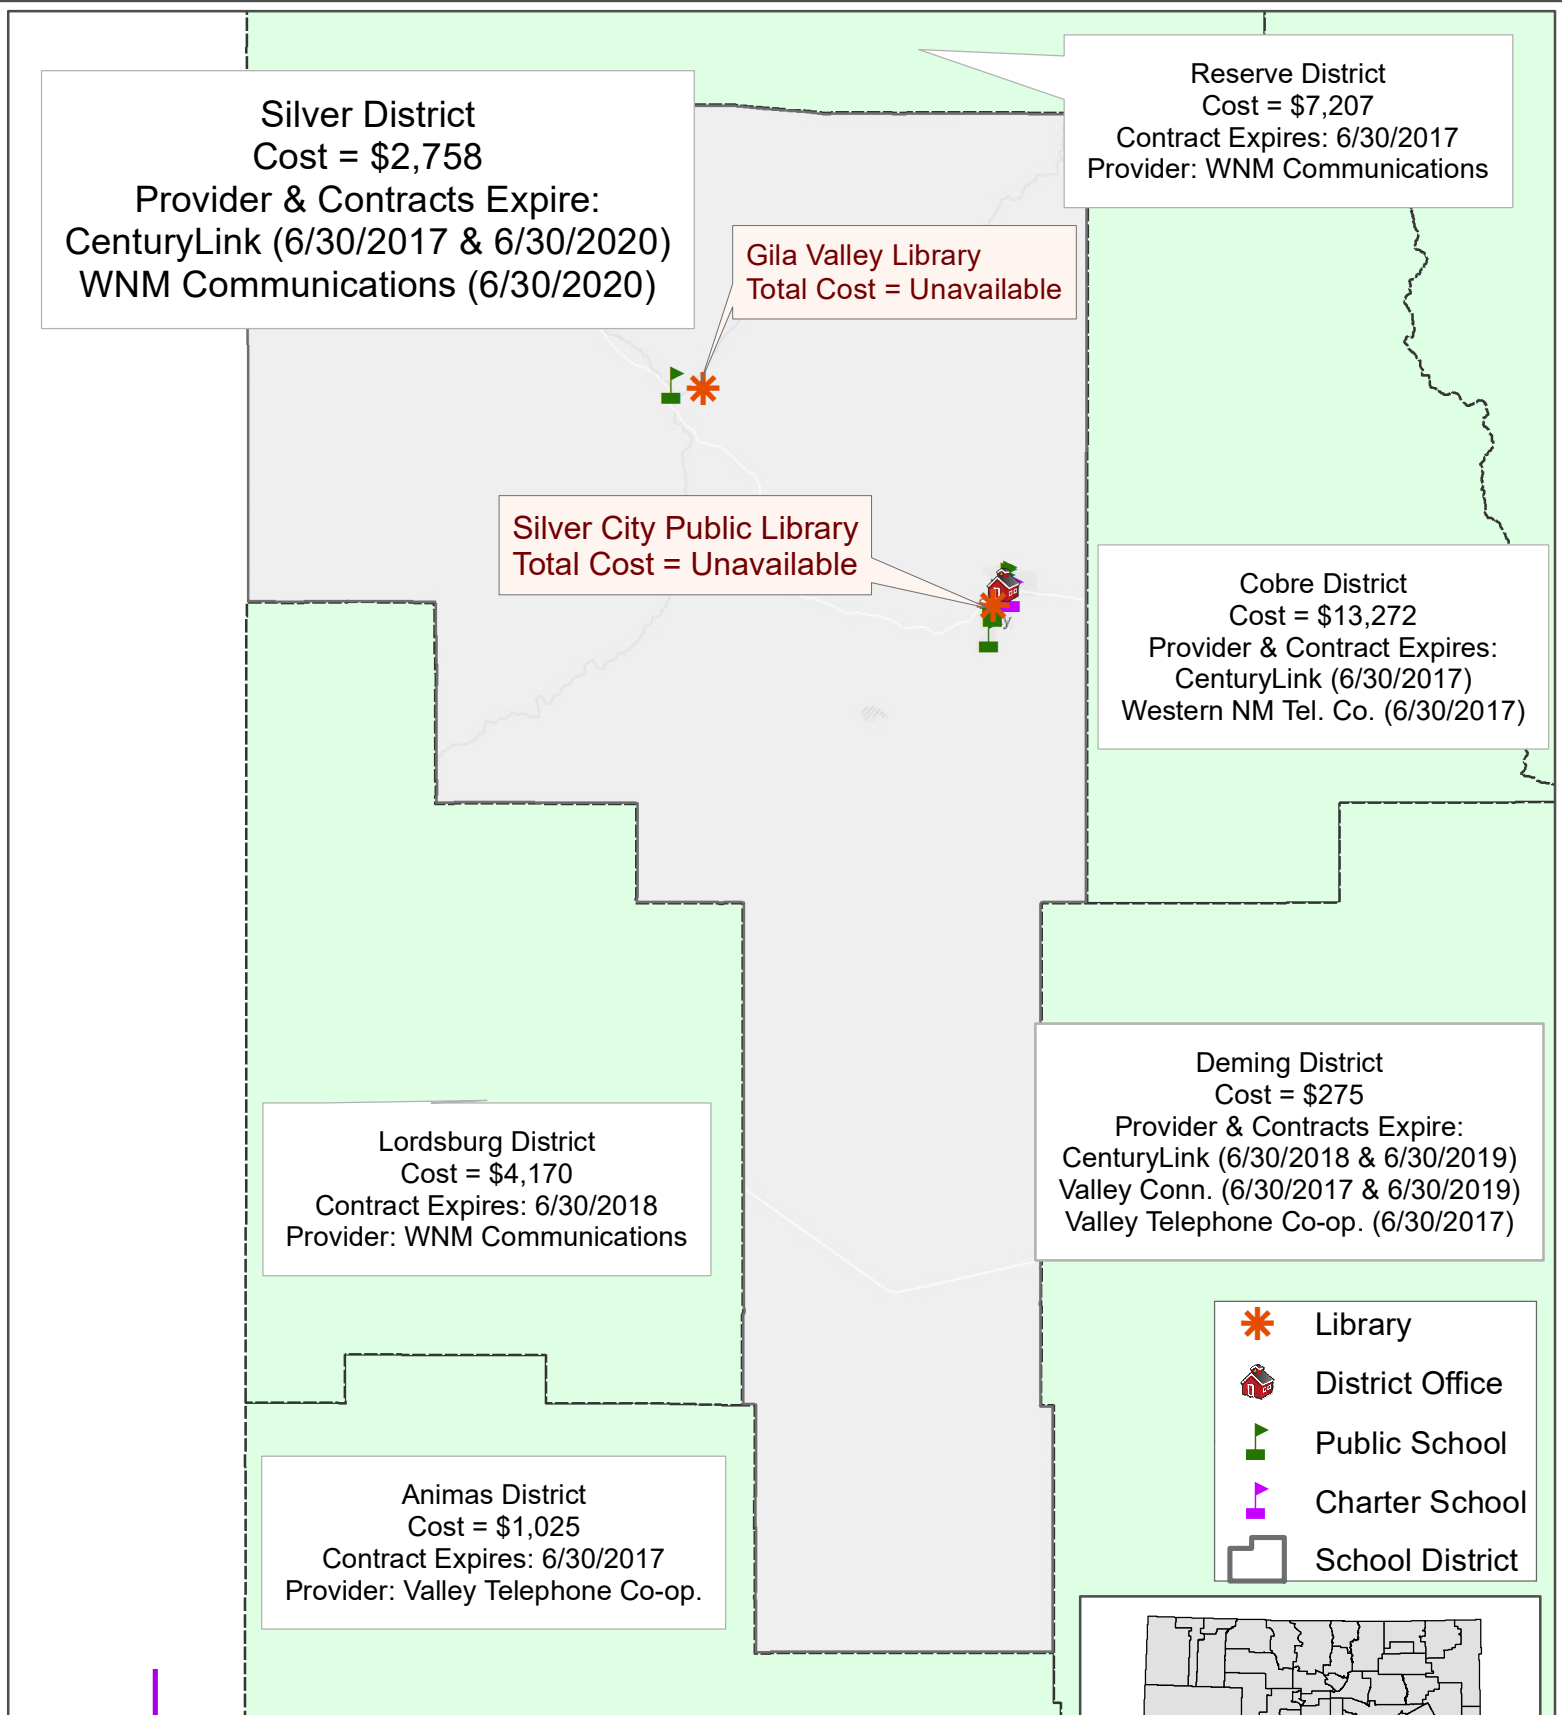 Silver District
Cost = $2,758
Provider & Contracts Expire:
CenturyLink (6/30/2017 & 6/30/2020)
WNM Communications (6/30/2020)
Reserve District
Cost = $7,207
Contract Expires: 6/30/2017
Provider: WNM Communications
Gila Valley Library
Total Cost = Unavailable
Silver City Public Library
Total Cost = Unavailable
y
Cobre District
Cost = $13,272
Provider & Contract Expires:
CenturyLink (6/30/2017)
Western NM Tel. Co. (6/30/2017)
Deming District
Cost = $275
Provider & Contracts Expire:
CenturyLink (6/30/2018 & 6/30/2019)
Valley Conn. (6/30/2017 & 6/30/2019)
Valley Telephone Co-op. (6/30/2017)
Lordsburg District
Cost = $4,170
Contract Expires: 6/30/2018
Provider: WNM Communications
Animas District
Cost = $1,025
Contract Expires: 6/30/2017
Provider: Valley Telephone Co-op.
Library
District Office
Public School
Charter School
School District